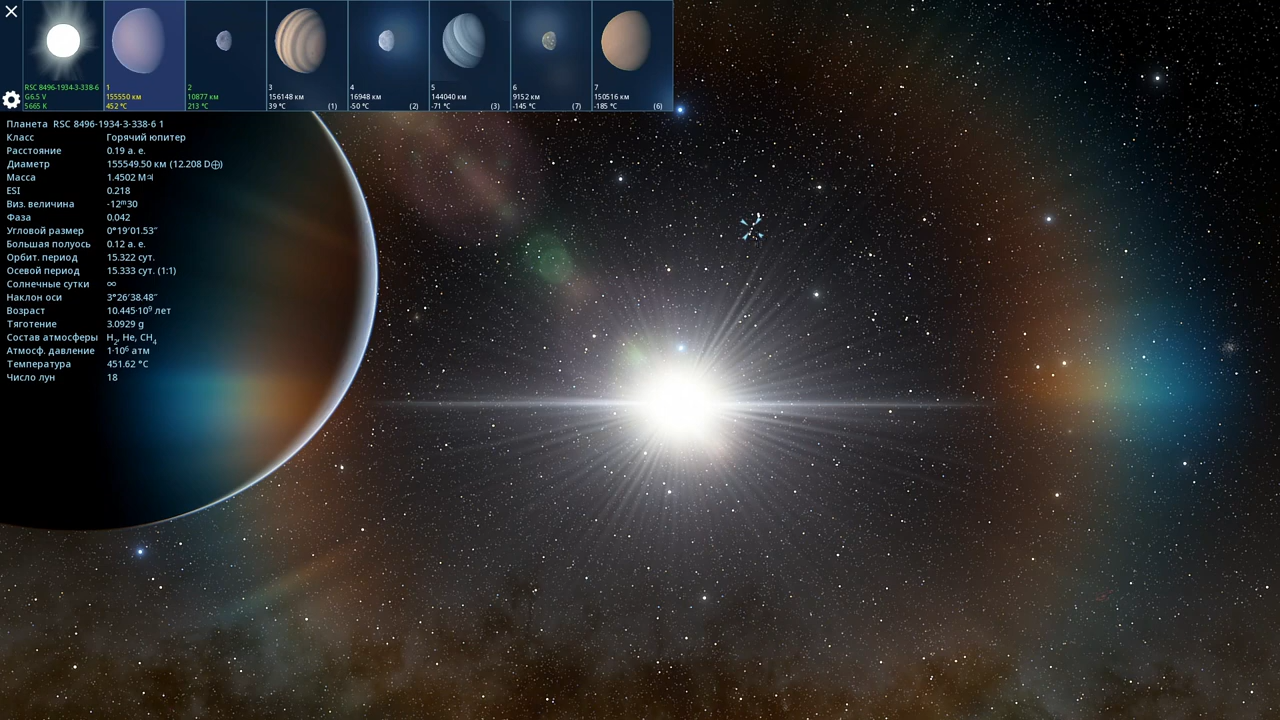 RSC 8496-1934-3-338-6
G6.5 V
5665 K
1
155550 км
452 °C
2
10877 км
213 °C
3
156148 км
39 °C (1)
4
16948 км
-50 °C (2)
5
144040 км
-71 °C (3)
6
9152 км
-145 °C (7)
7
150516 км
-185 °C (6)
Планета RSC 8496-1934-3-338-6 1
Класс Горячий юпитер
Расстояние 0.19 а. е.
Диаметр 155549.50 км (12.208 D⊕)
Масса 1.4502 M♃
ESI 0.218
Виз. величина -12ᵐ30
Фаза 0.042
Угловой размер 0°19′01.53″
Большая полуось 0.12 а. е.
Орбит. период 15.322 сут.
Осевой период 15.333 сут. (1:1)
Солнечные сутки ∞
Наклон оси 3°26′38.48″
Возраст 10.445·10⁹ лет
Тяготение 3.0929 g
Состав атмосферы H₂, He, CH₄
Атмосф. давление 1·10⁶ атм
Температура 451.62 °C
Число лун 18